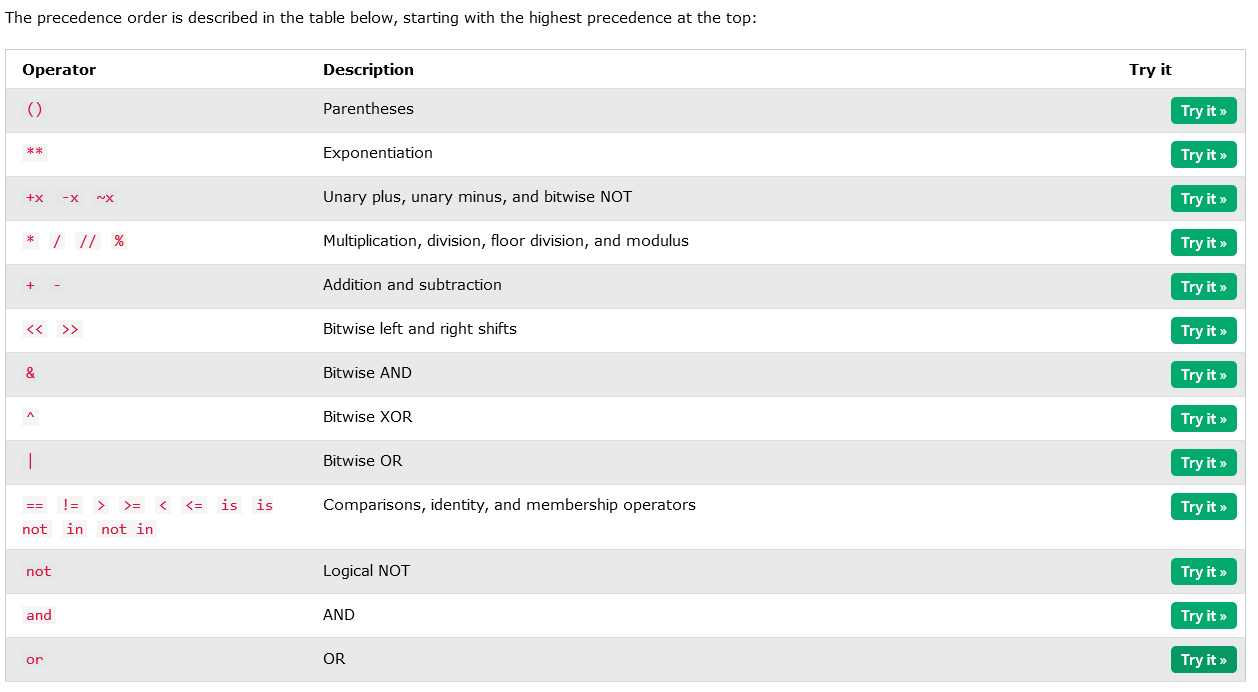 The precedence order is described in the table below, starting with the highest precedence at the top:
Operator Description Try it
() Parentheses Try it »
** Exponentiation Try it »
+x -x ~x Unary plus, unary minus, and bitwise NOT Try it »
* / // % Multiplication, division, floor division, and modulus Try it »
+ - Addition and subtraction Try it »
<< >> Bitwise left and right shifts Try it »
& Bitwise AND Try it »
^ Bitwise XOR Try it »
| Bitwise OR Try it »
== != > >= < <= is is Comparisons, identity, and membership operators Try it »
not in not in
not Logical NOT Try it »
and AND Try it »
or OR Try it »